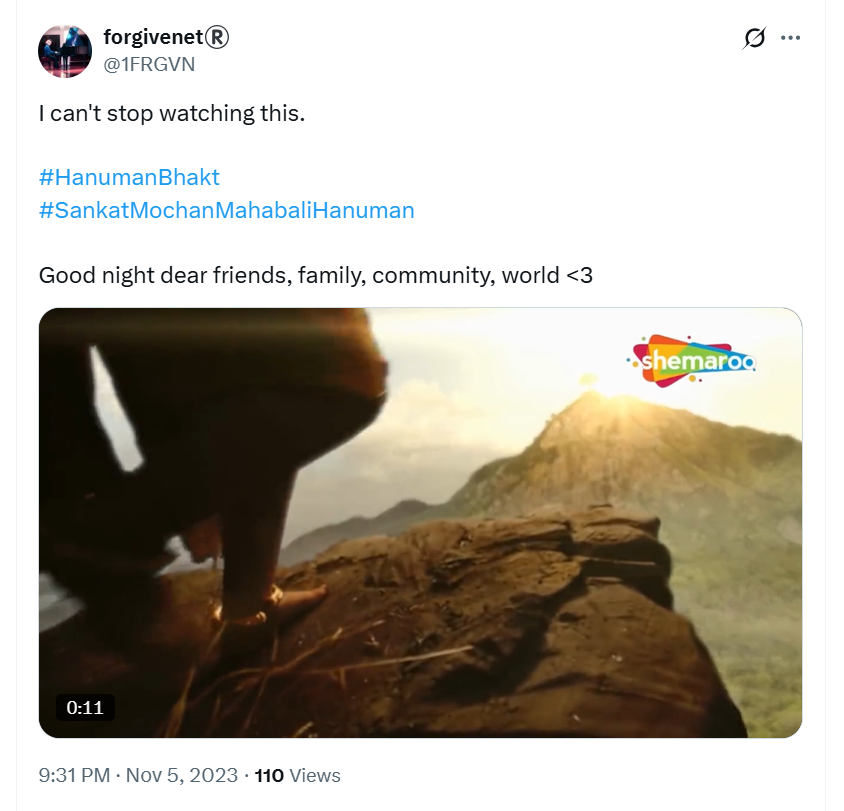 forgivenet®
@1FRGVN
I can't stop watching this.
#HanumanBhakt
#SankatMochanMahabaliHanuman
Good night dear friends, family, community, world <3
shemaroo
0:11
9:31 PM · Nov 5, 2023 · 110 Views